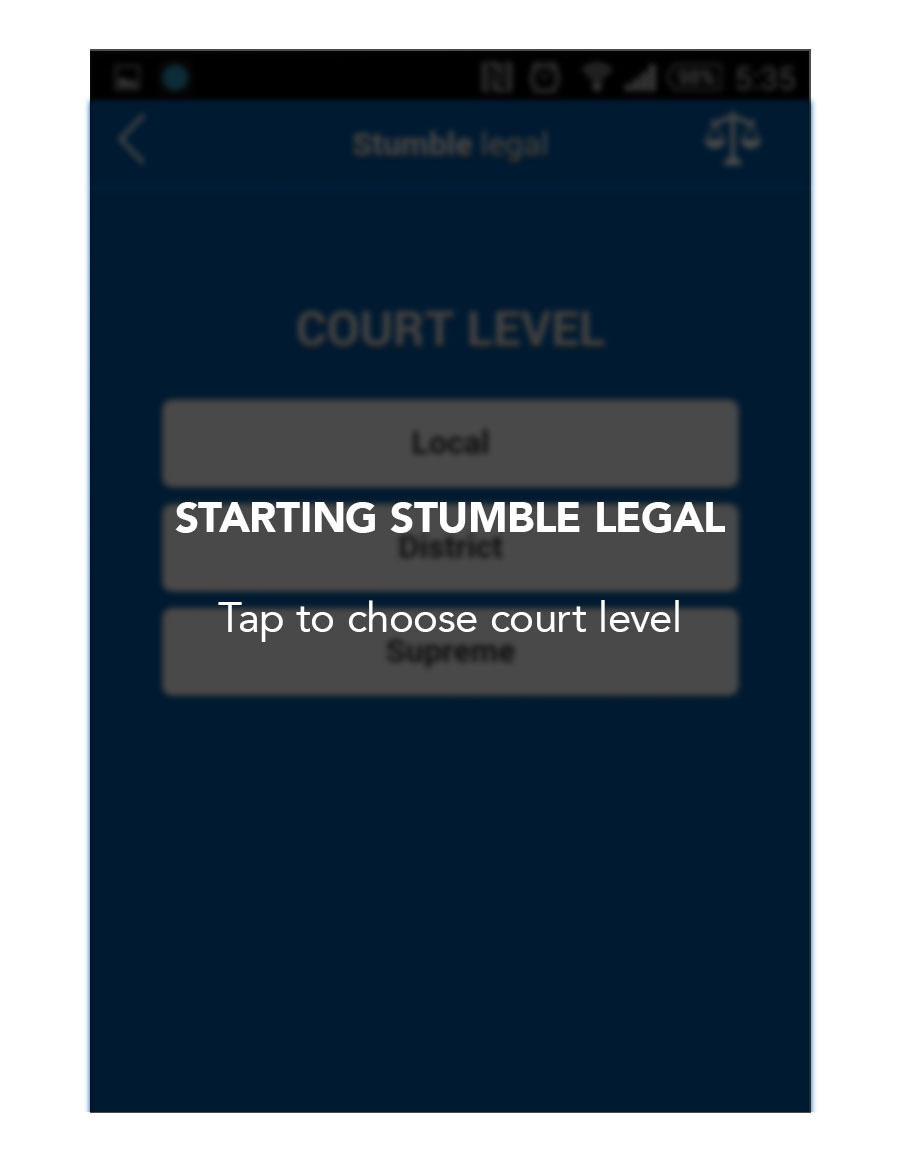 98% 5:35
Stumble legal
COURT LEVEL
Local
STARTING STUMBLE LEGAL
District
Tap to choose court level
Supreme